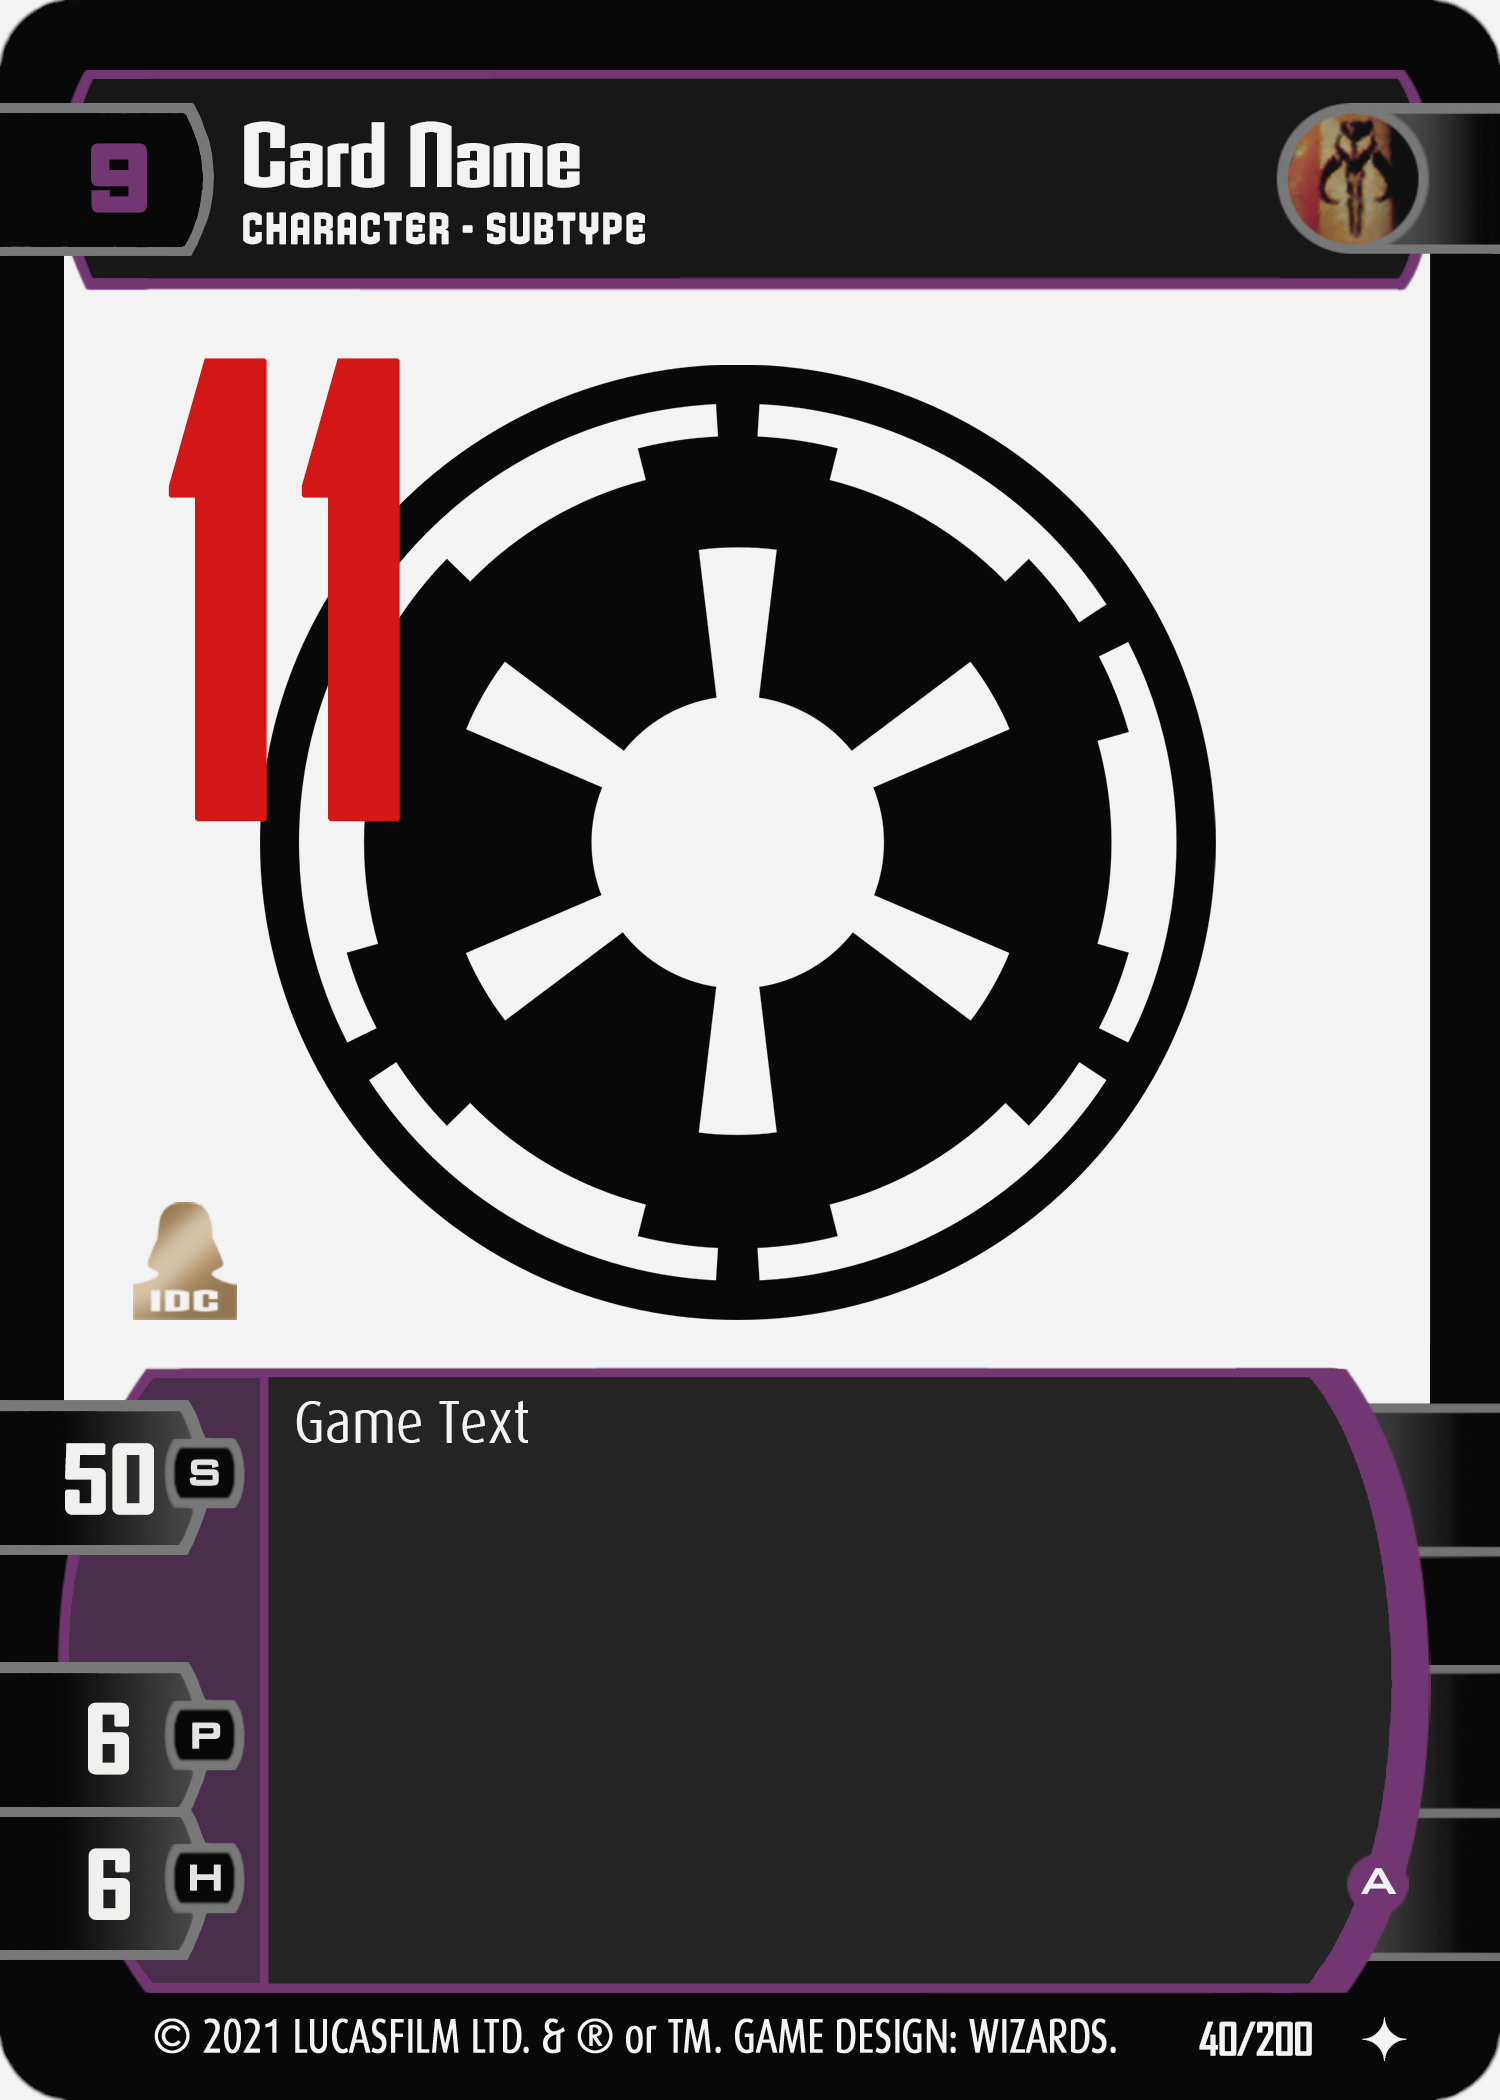 9
Card Name
CHARACTER - SUBTYPE
11
IDC
Game Text
50 S
6 P
6 H
A
© 2021 LUCASFILM LTD. & ® or TM. GAME DESIGN: WIZARDS.
40/200